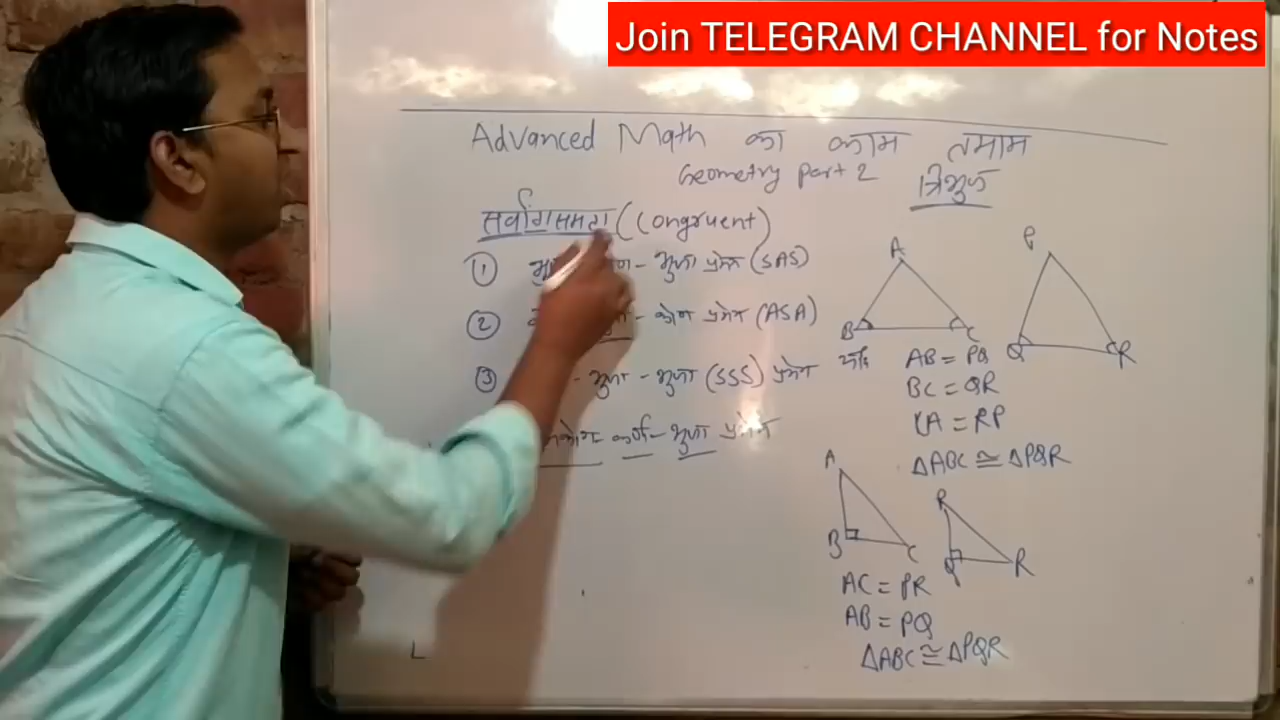 Join TELEGRAM CHANNEL for Notes
Advanced Math का काम तमाम
Geometry part 2 त्रिभुज
सर्वांगसमता (Congruent)
① - भुजा प्रमेय (SAS)
② - कोण प्रमेय (ASA)
③ - भुजा - भुजा (SSS) प्रमेय
कर्ण - भुजा प्रमेय
A
B
C
P
Q
R
यदि AB = PQ
BC = QR
CA = RP
ΔABC ≅ ΔPQR
A
B
C
Q
R
AC = PR
AB = PQ
ΔABC ≅ ΔPQR